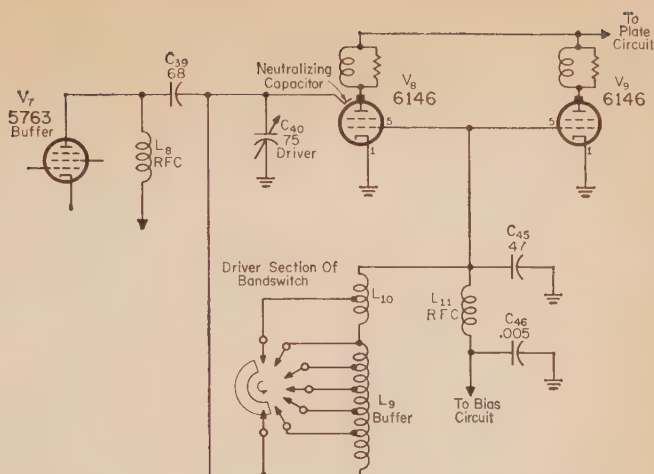 V7
5763
Buffer
C39
68
L8
RFC
Neutralizing
Capacitor
C40
75
Driver
V8
6146
5
1
V9
6146
5
1
To
Plate
Circuit
Driver Section Of
Bandswitch
L10
L9
Buffer
L11
RFC
C45
47
C46
.005
To Bias
Circuit